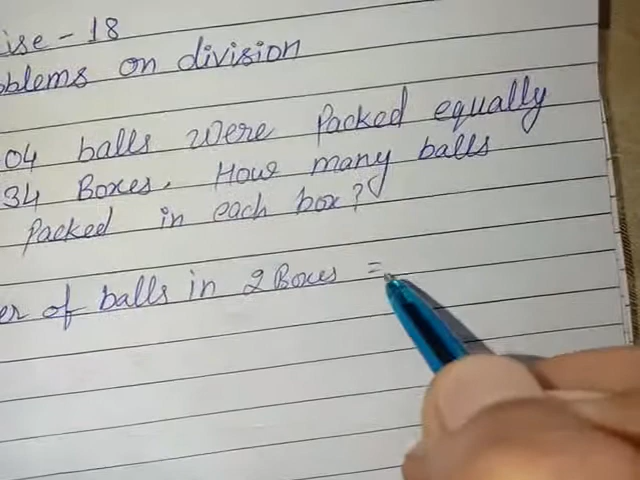 ise - 18
oblems on division
04 balls were Packed equally
34 Boxes. How many balls
Packed in each box?
er of balls in 2 Boxes =